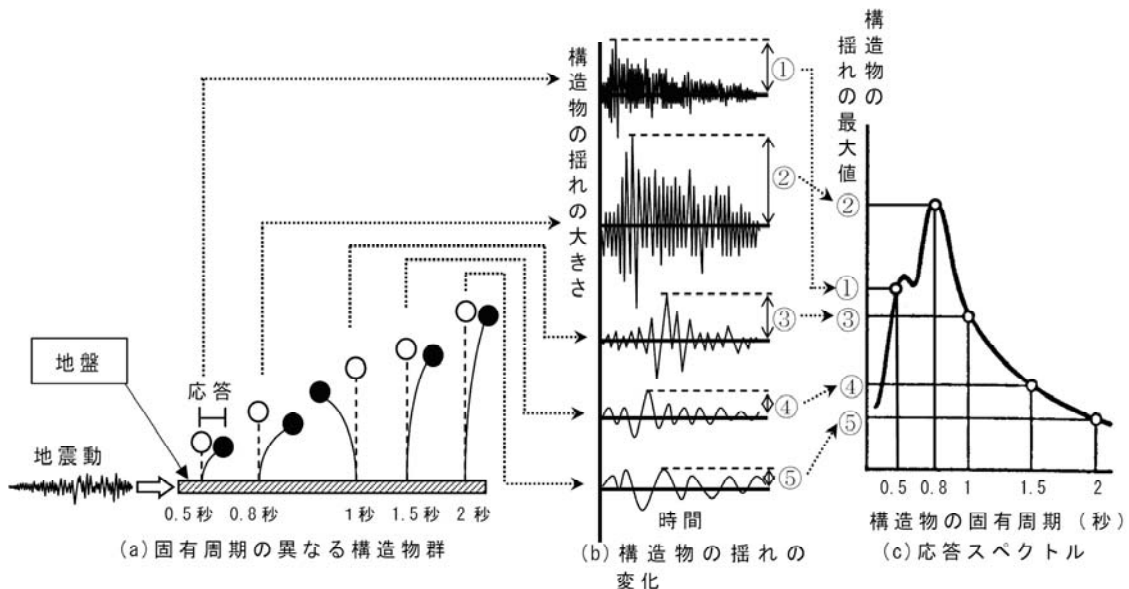 地盤
応答
地震動
0.5秒
0.8秒
1秒
1.5秒
2秒
(a)固有周期の異なる構造物群
構造物の揺れの大きさ
①
②
③
④
⑤
時間
(b)構造物の揺れの
変化
構造物の
揺れの最大値
②
①
③
④
⑤
0.5
0.8
1
1.5
2
構造物の固有周期(秒)
(c)応答スペクトル